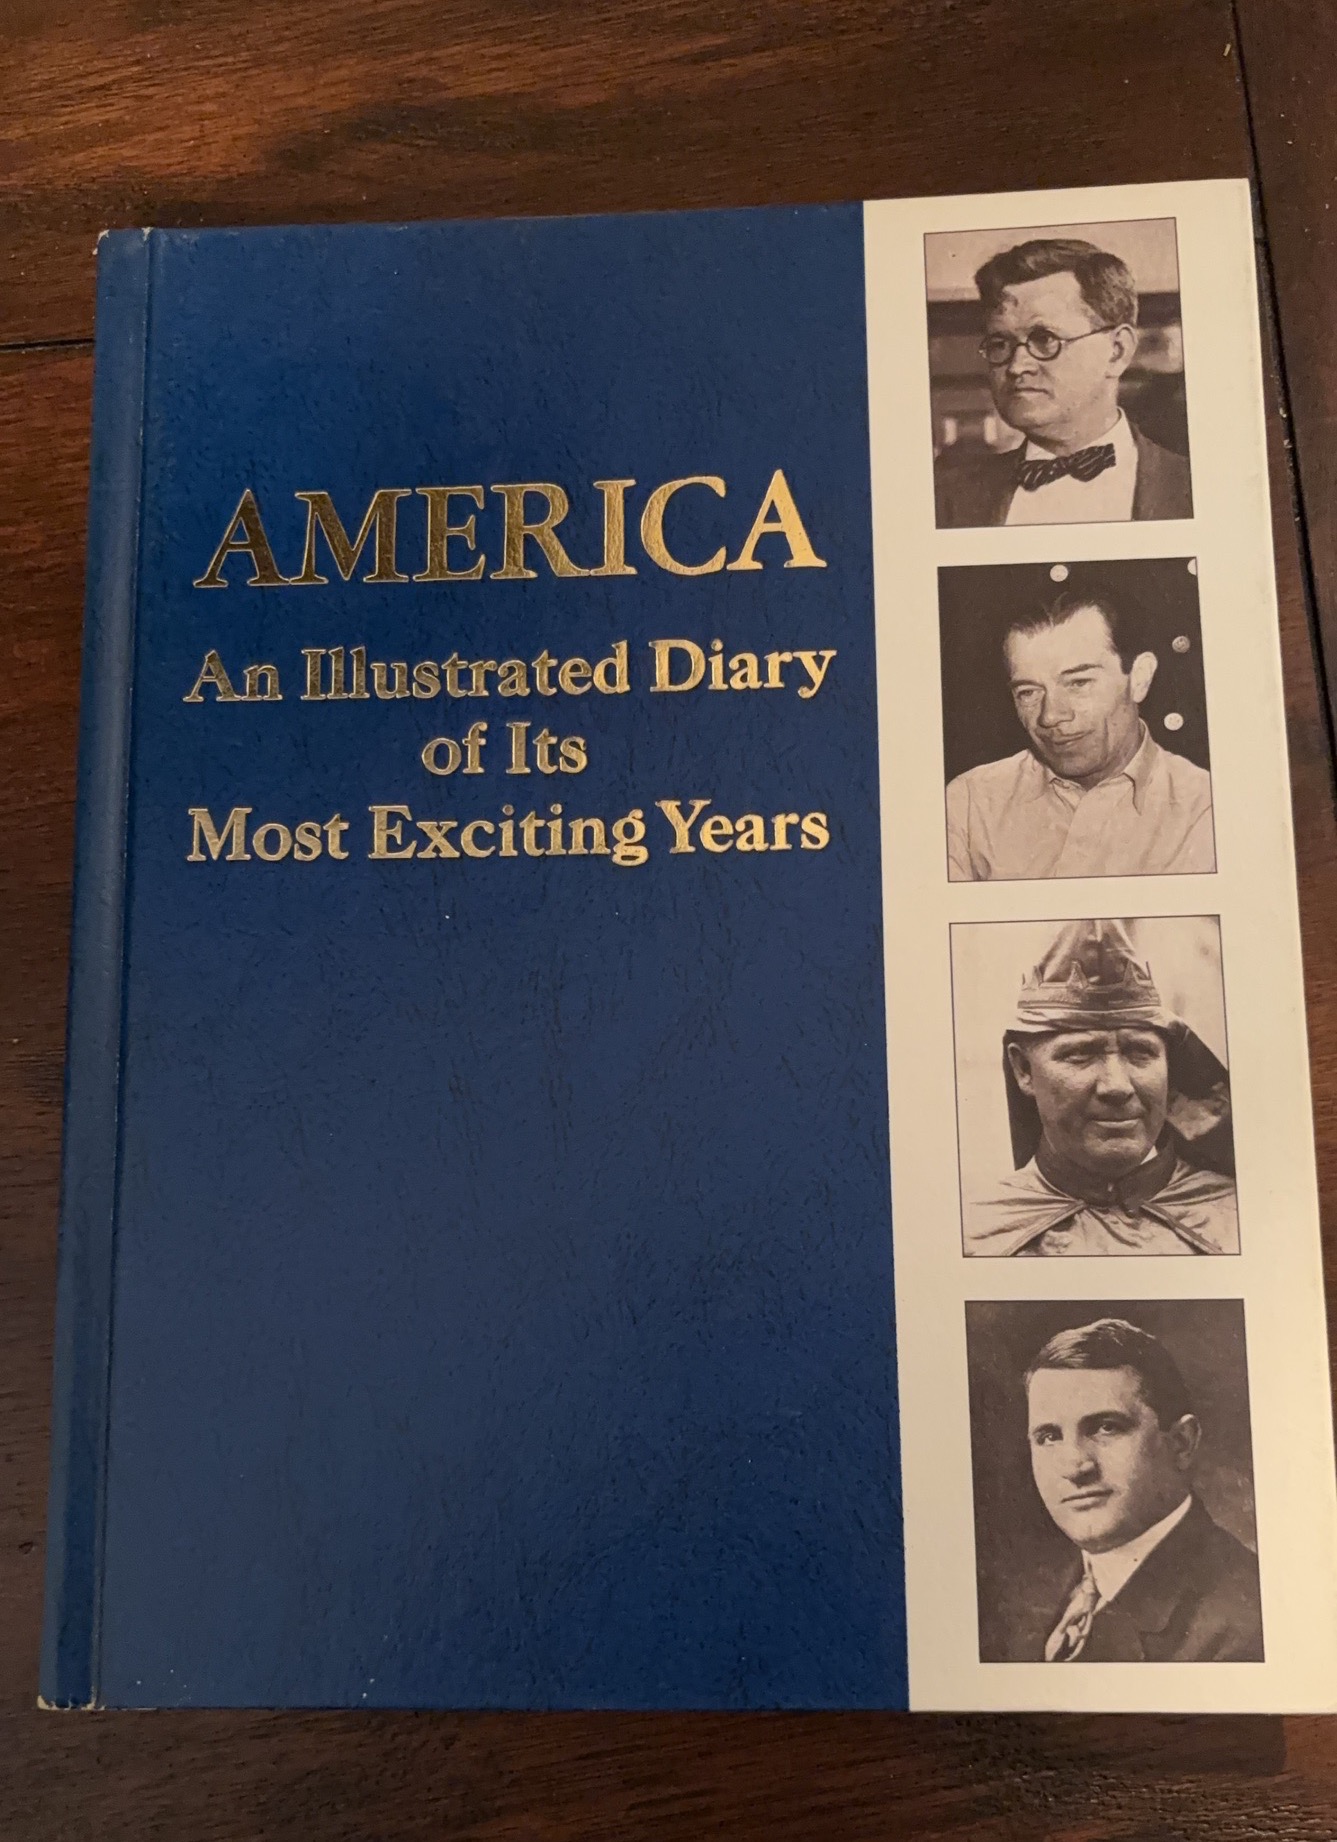 AMERICA
An Illustrated Diary
of Its
Most Exciting Years